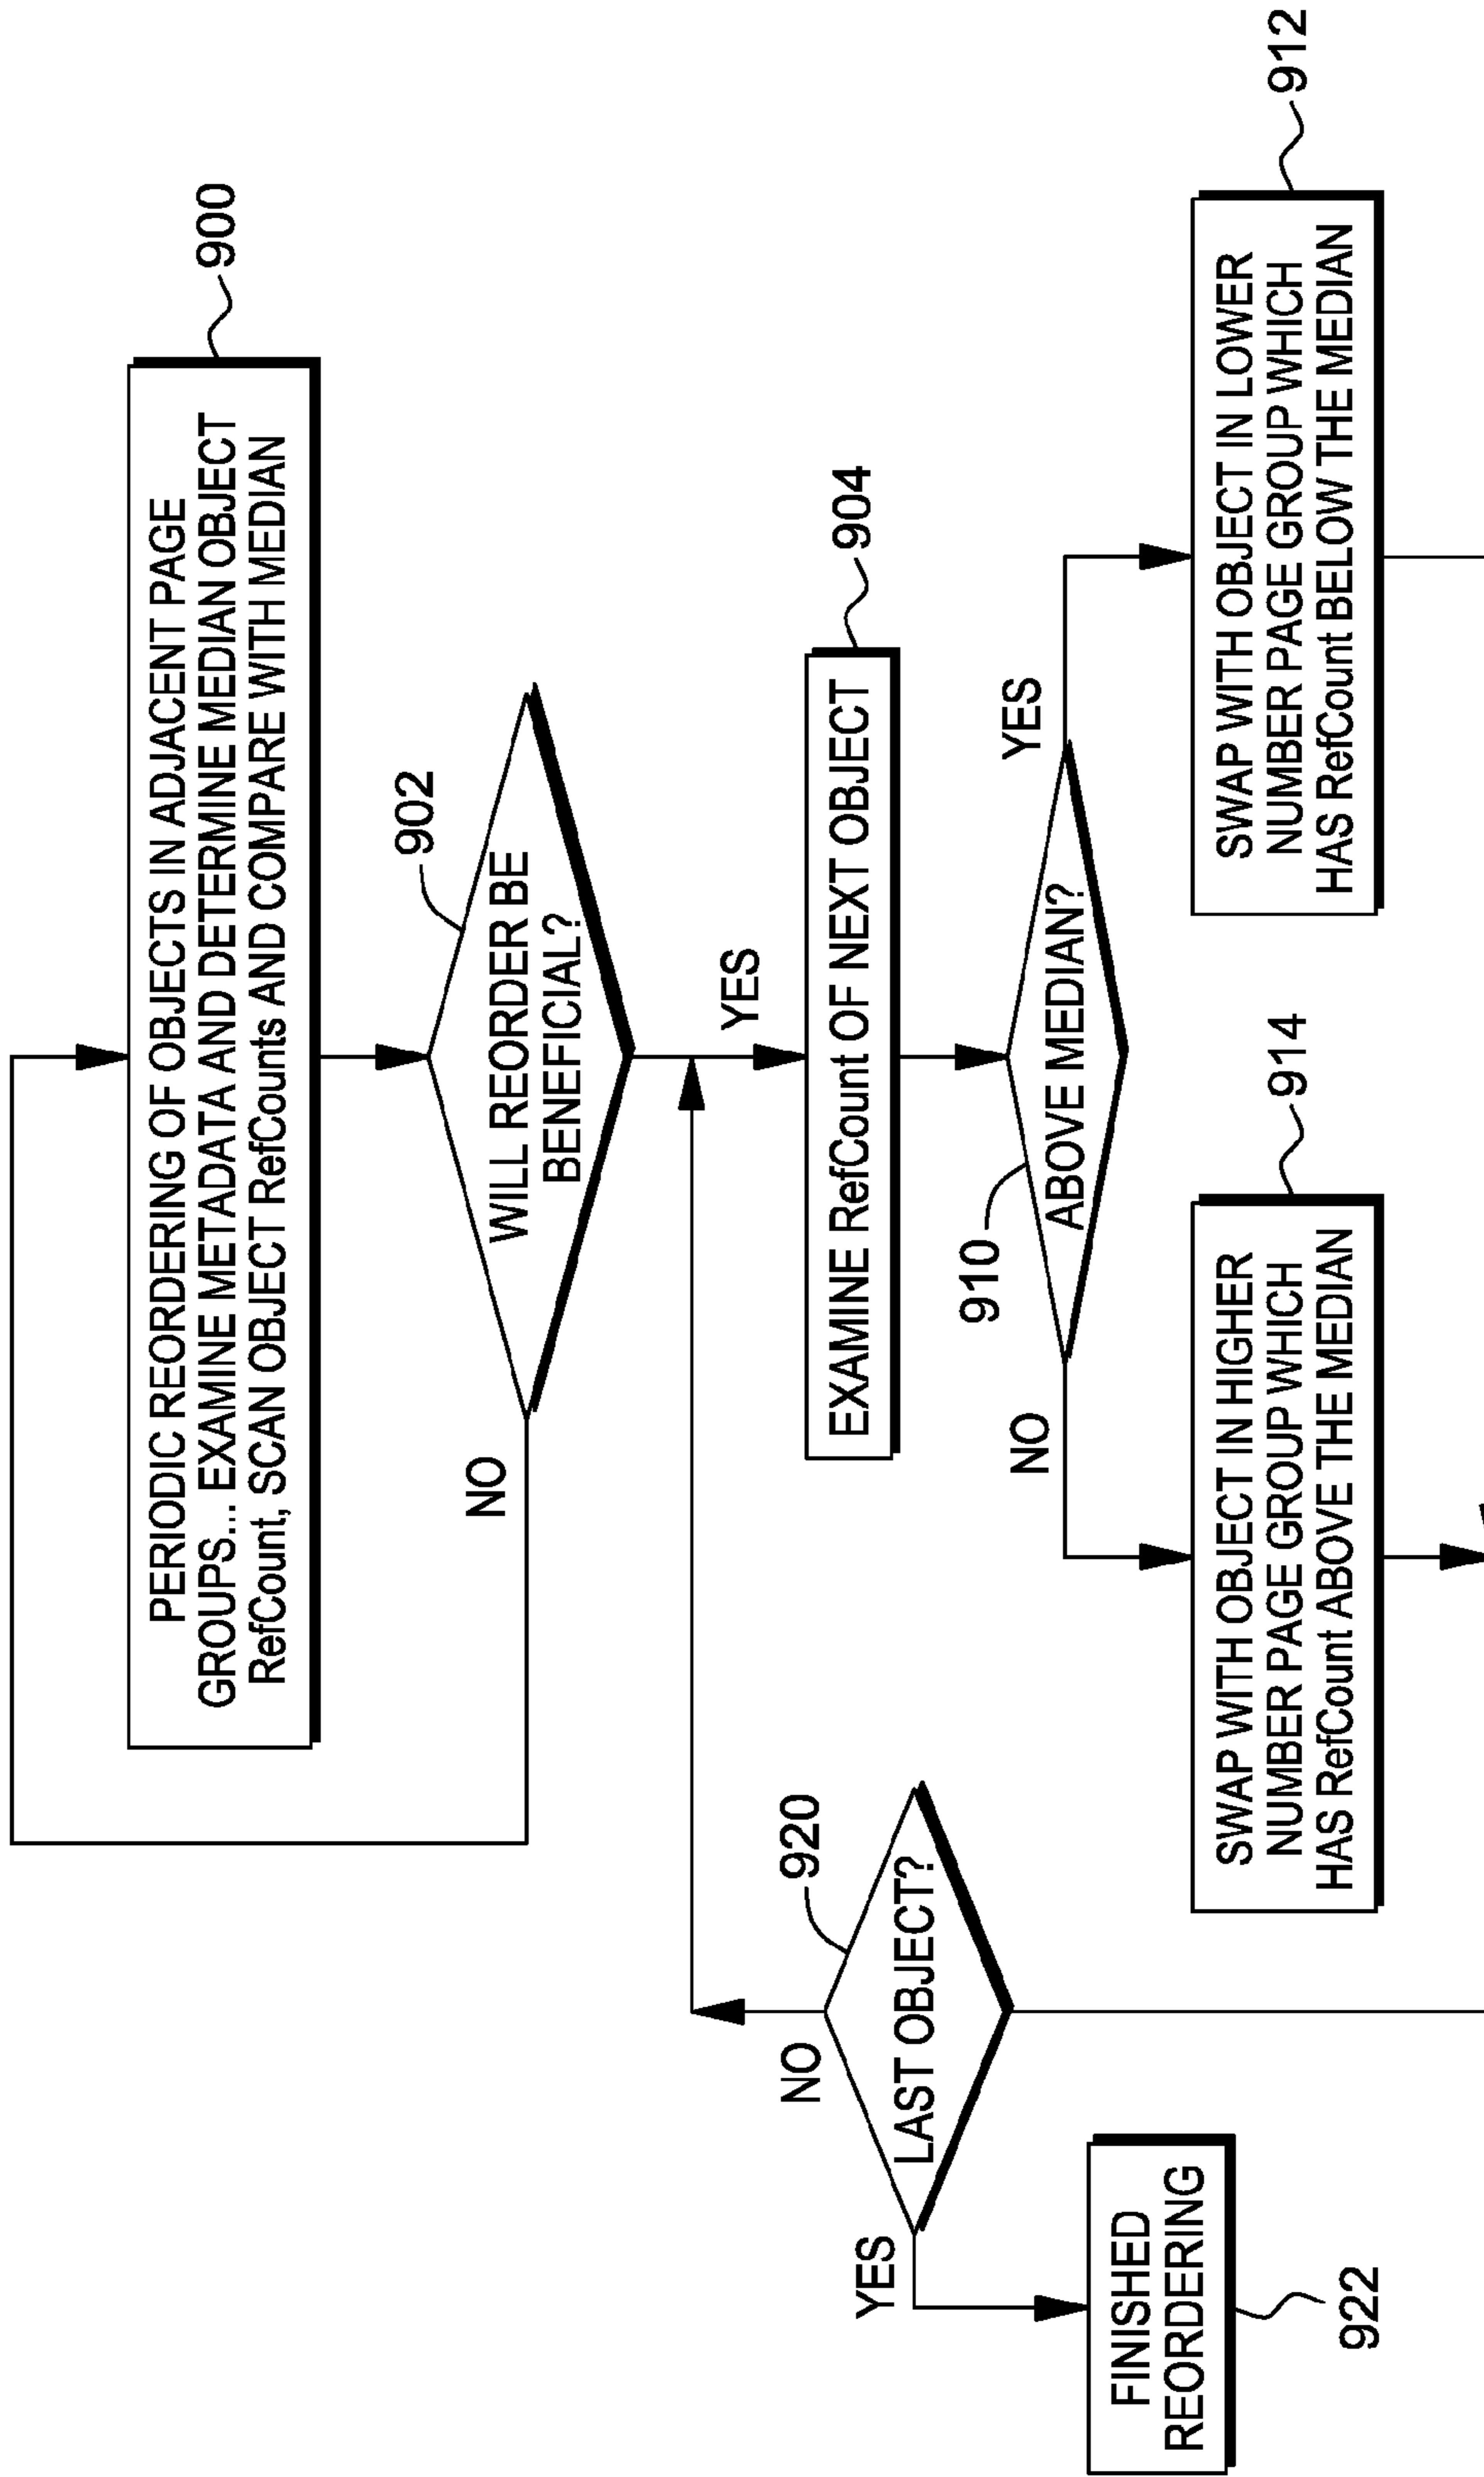 900
PERIODIC REORDERING OF OBJECTS IN ADJACENT PAGE
GROUPS... EXAMINE METADATA AND DETERMINE MEDIAN OBJECT
RefCount, SCAN OBJECT RefCounts AND COMPARE WITH MEDIAN
902
WILL REORDER BE
BENEFICIAL?
NO
YES
904
EXAMINE RefCount OF NEXT OBJECT
910
ABOVE MEDIAN?
NO
YES
912
SWAP WITH OBJECT IN LOWER
NUMBER PAGE GROUP WHICH
HAS RefCount BELOW THE MEDIAN
914
SWAP WITH OBJECT IN HIGHER
NUMBER PAGE GROUP WHICH
HAS RefCount ABOVE THE MEDIAN
920
LAST OBJECT?
NO
YES
FINISHED
REORDERING
922